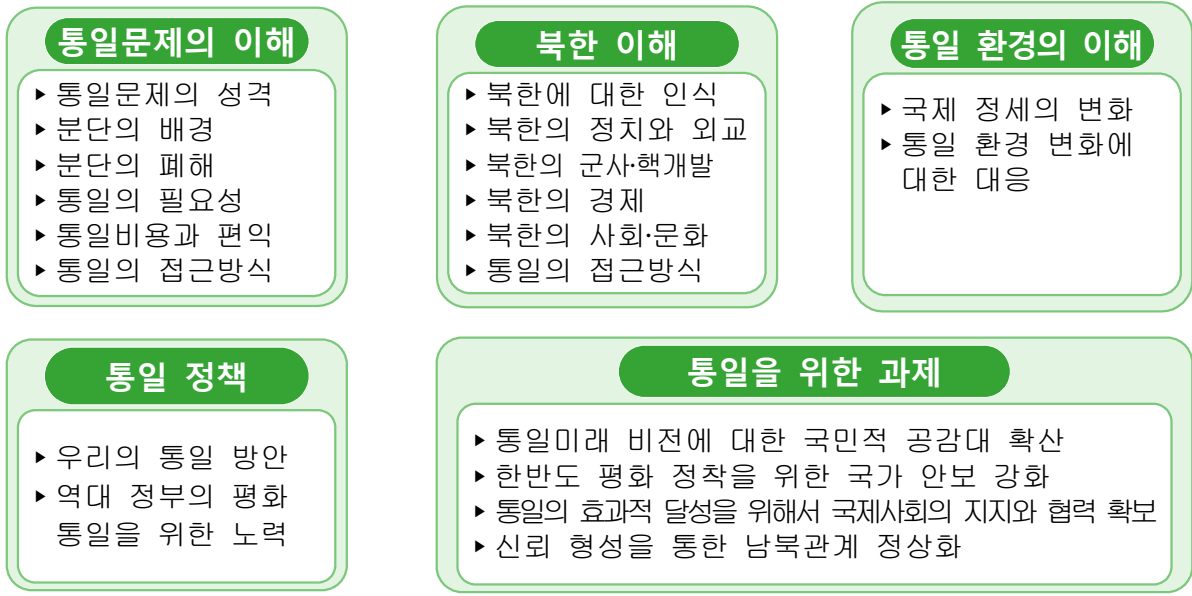 통일문제의 이해
▸통일문제의 성격
▸분단의 배경
▸분단의 폐해
▸통일의 필요성
▸통일비용과 편익
▸통일의 접근방식
북한 이해
▸북한에 대한 인식
▸북한의 정치와 외교
▸북한의 군사·핵개발
▸북한의 경제
▸북한의 사회·문화
▸통일의 접근방식
통일 환경의 이해
▸국제 정세의 변화
▸통일 환경 변화에
대한 대응
통일 정책
▸우리의 통일 방안
▸역대 정부의 평화
통일을 위한 노력
통일을 위한 과제
▸통일미래 비전에 대한 국민적 공감대 확산
▸한반도 평화 정착을 위한 국가 안보 강화
▸통일의 효과적 달성을 위해서 국제사회의 지지와 협력 확보
▸신뢰 형성을 통한 남북관계 정상화